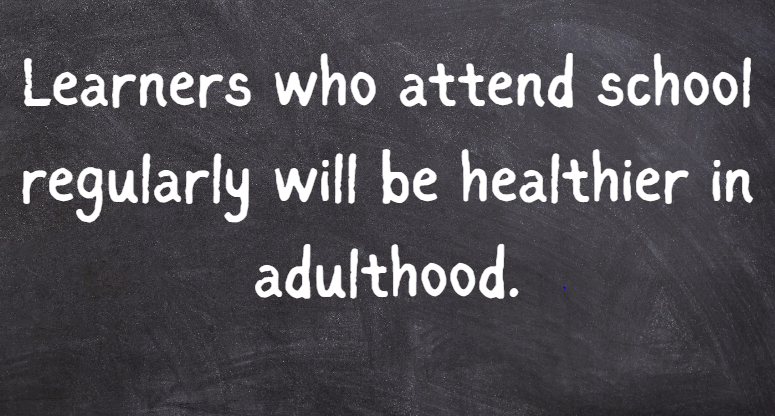 Learners who attend school
regularly will be healthier in
adulthood.